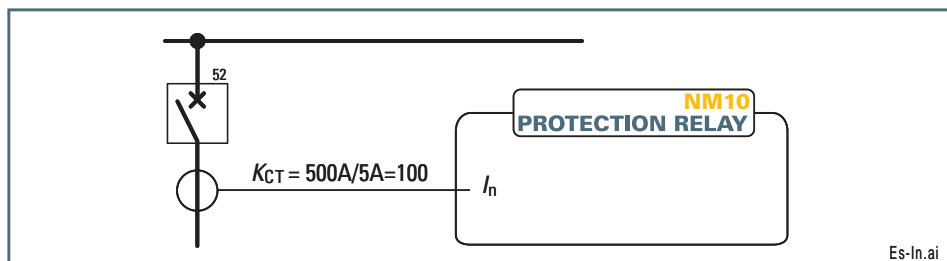 52
NM10
PROTECTION RELAY
KCT = 500A/5A=100
In
Es-In.ai